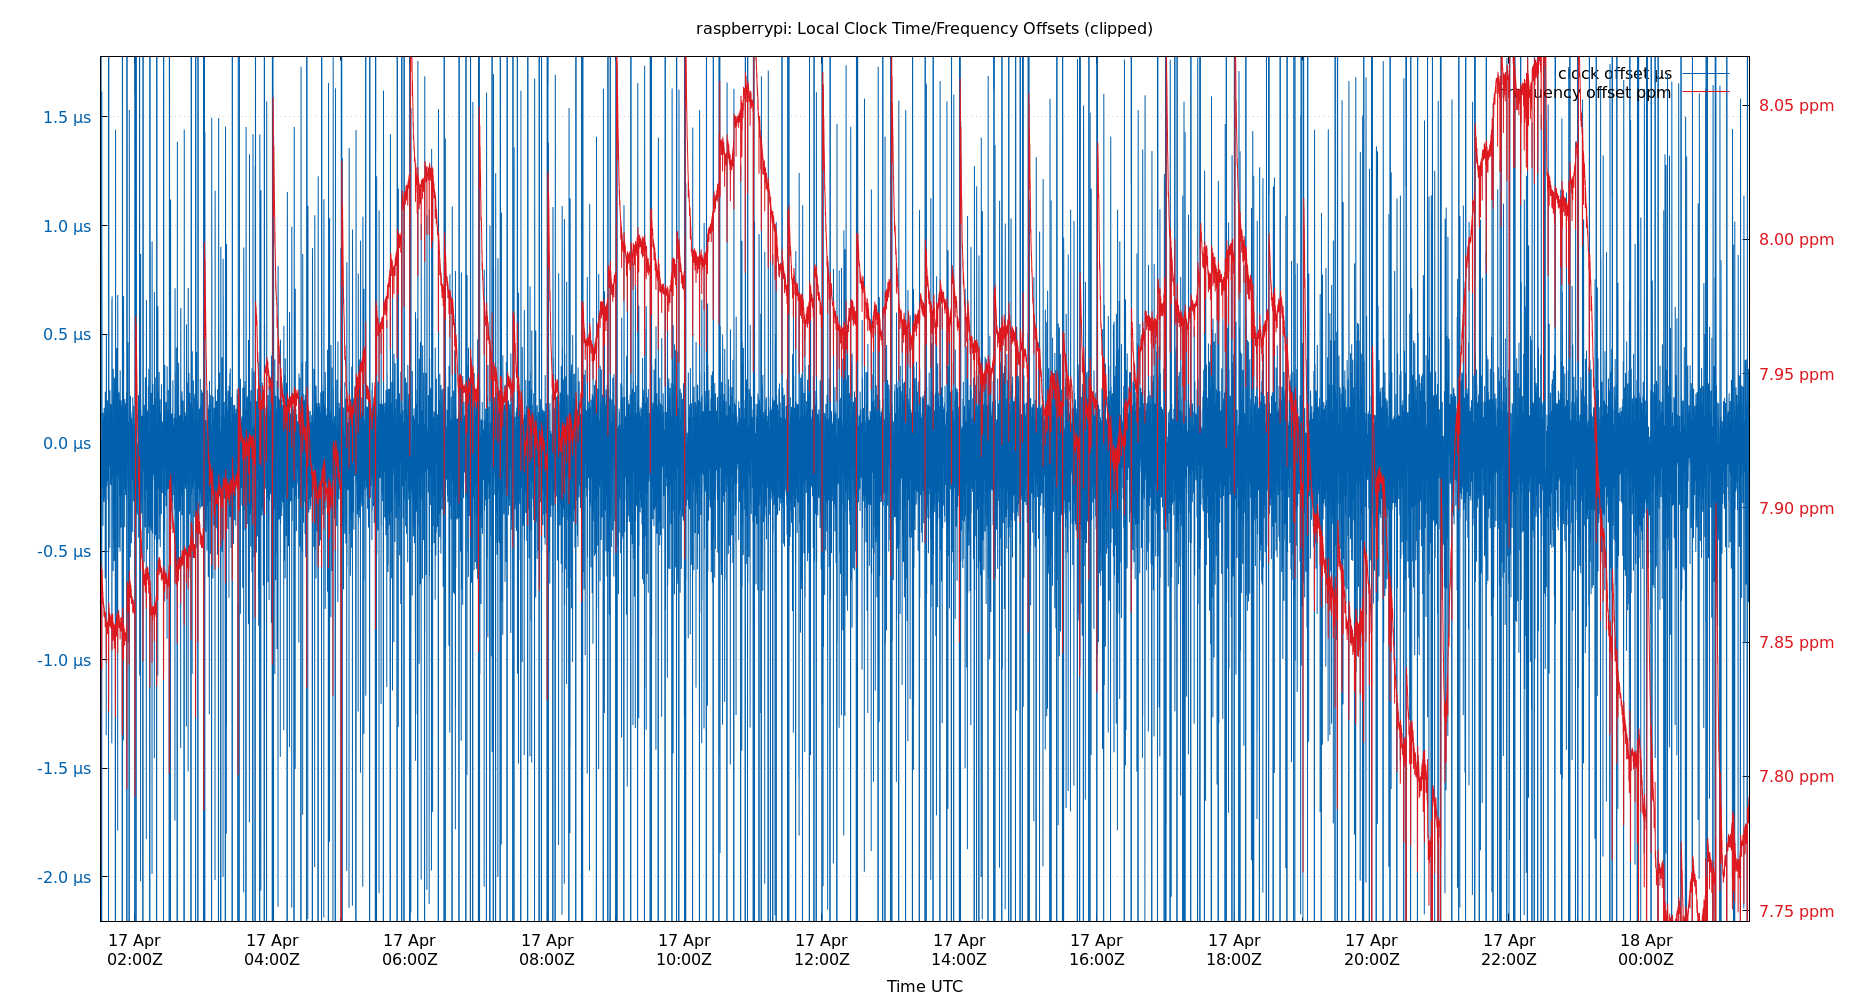 raspberrypi: Local Clock Time/Frequency Offsets (clipped)
clock offset µs
frequency offset ppm
1.5 µs
1.0 µs
0.5 µs
0.0 µs
-0.5 µs
-1.0 µs
-1.5 µs
-2.0 µs
8.05 ppm
8.00 ppm
7.95 ppm
7.90 ppm
7.85 ppm
7.80 ppm
7.75 ppm
17 Apr 17 Apr 17 Apr 17 Apr 17 Apr 17 Apr 17 Apr 17 Apr 17 Apr 17 Apr 17 Apr 18 Apr
02:00Z 04:00Z 06:00Z 08:00Z 10:00Z 12:00Z 14:00Z 16:00Z 18:00Z 20:00Z 22:00Z 00:00Z
Time UTC